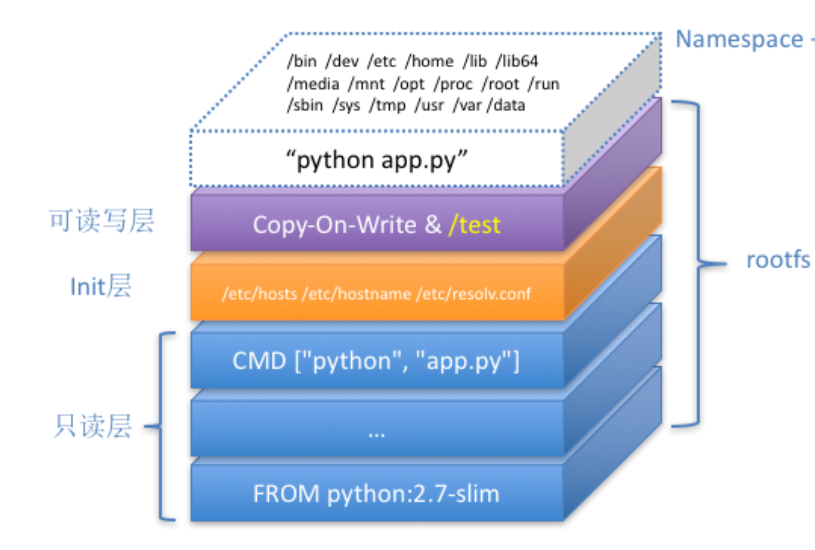 Namespace -
/bin /dev /etc /home /lib /lib64
/media /mnt /opt /proc /root /run
/sbin /sys /tmp /usr /var /data
“python app.py”
可读写层
Copy-On-Write & /test
rootfs
Init层
/etc/hosts /etc/hostname /etc/resolv.conf
CMD ["python", "app.py"]
只读层
...
FROM python:2.7-slim